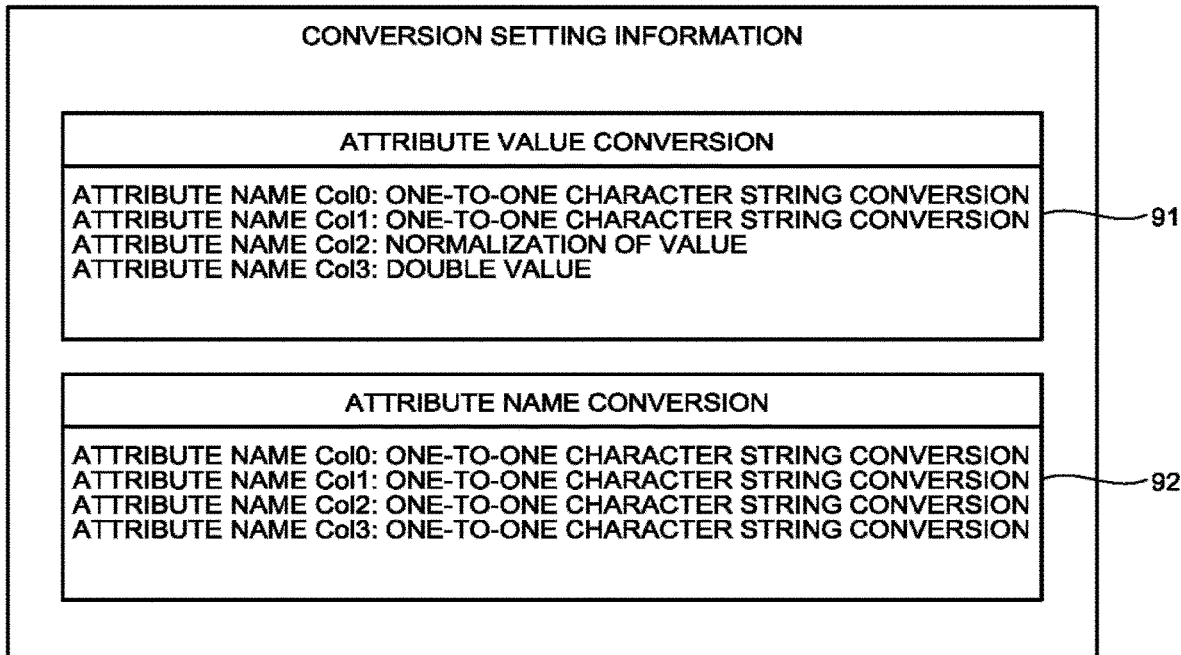 CONVERSION SETTING INFORMATION
ATTRIBUTE VALUE CONVERSION
ATTRIBUTE NAME Col0: ONE-TO-ONE CHARACTER STRING CONVERSION
ATTRIBUTE NAME Col1: ONE-TO-ONE CHARACTER STRING CONVERSION
ATTRIBUTE NAME Col2: NORMALIZATION OF VALUE
ATTRIBUTE NAME Col3: DOUBLE VALUE
91
ATTRIBUTE NAME CONVERSION
ATTRIBUTE NAME Col0: ONE-TO-ONE CHARACTER STRING CONVERSION
ATTRIBUTE NAME Col1: ONE-TO-ONE CHARACTER STRING CONVERSION
ATTRIBUTE NAME Col2: ONE-TO-ONE CHARACTER STRING CONVERSION
ATTRIBUTE NAME Col3: ONE-TO-ONE CHARACTER STRING CONVERSION
92